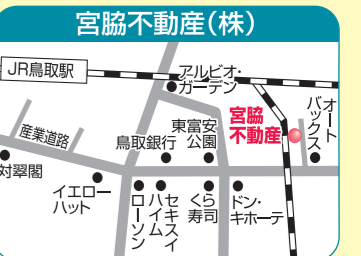 宮脇不動産(株)
JR鳥取駅
アルビオ・
ガーデン
宮脇
不動産
オート
バックス
産業道路
鳥取銀行
東富安
公園
対翠閣
イエロー
ハット
ローソン
セキスイ
ハイム
くら
寿司
ドン・
キホーテ